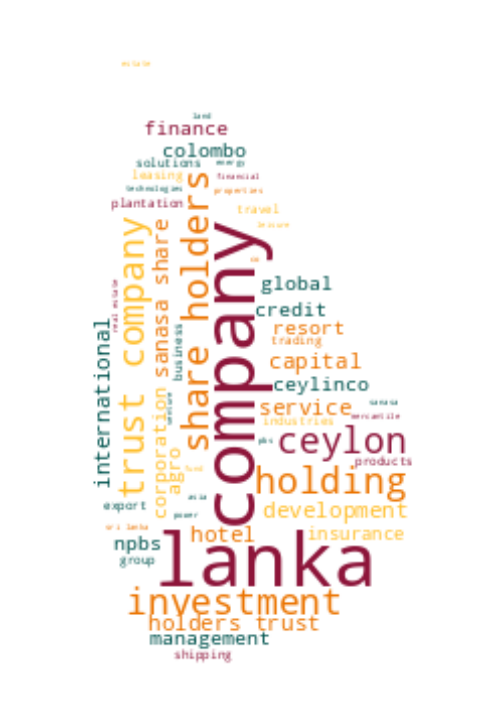 estate
land
finance
colombo
solutions
energy
leasing
financial
technologies
properties
plantation
travel
leisure
share holders
trust company
sanasa share
company
co
global
real estate
credit
international
business
resort
trading
capital
ceylinco
corporation
service
sanasa
mercantile
industries
venture
ceylon
pbs
agro
products
fund
holding
asia
export
development
power
sri lanka
hotel
insurance
npbs
lanka
group
investment
holders trust
management
shipping